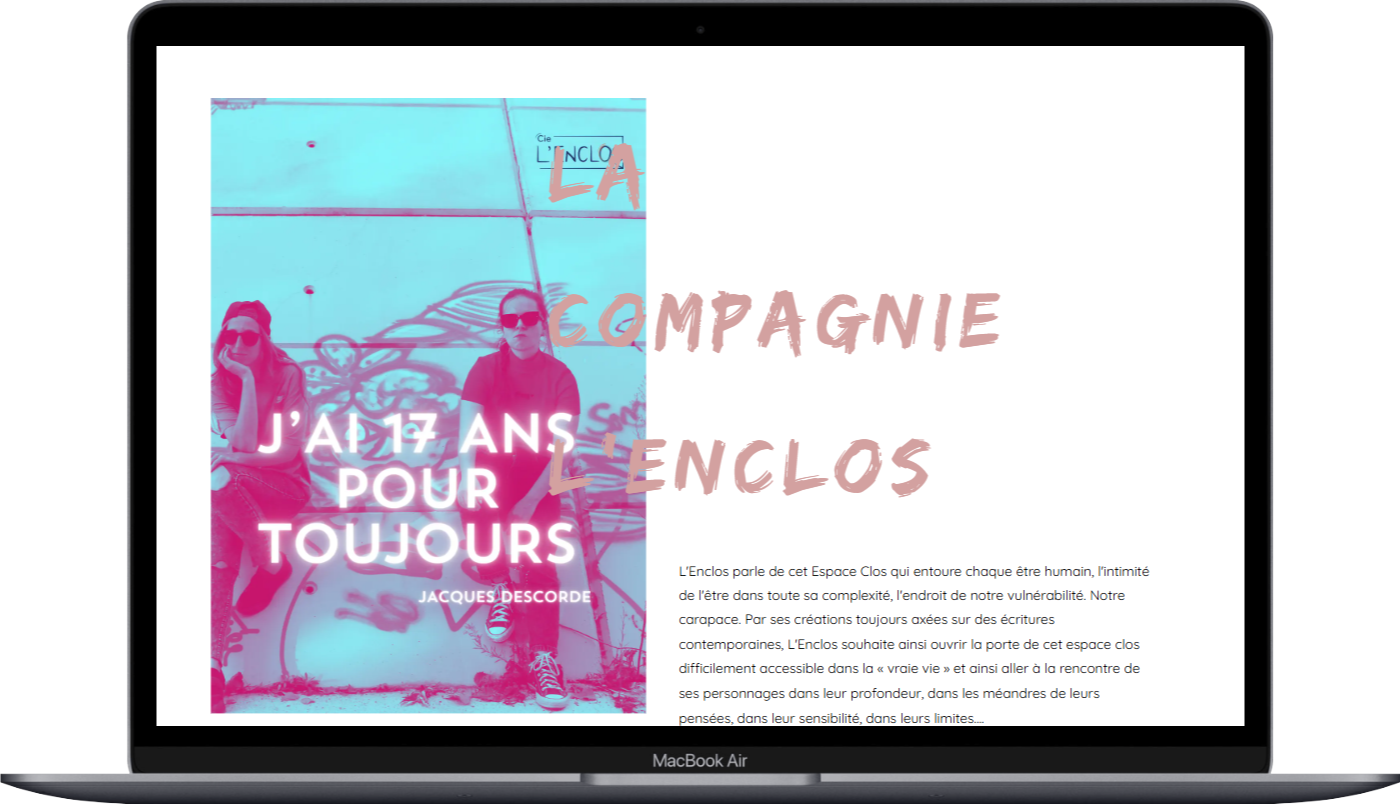 Cie
L'ENCLOS
LA
COMPAGNIE
L'ENCLOS
J'AI 17 ANS
POUR
TOUJOURS
JACQUES DESCORDE
L'Enclos parle de cet Espace Clos qui entoure chaque être humain, l'intimité
de l'être dans toute sa complexité, l'endroit de notre vulnérabilité. Notre
carapace. Par ses créations toujours axées sur des écritures
contemporaines, L'Enclos souhaite ainsi ouvrir la porte de cet espace clos
difficilement accessible dans la « vraie vie » et ainsi aller à la rencontre de
ses personnages dans leur profondeur, dans les méandres de leurs
pensées, dans leur sensibilité, dans leurs limites....
MacBook Air